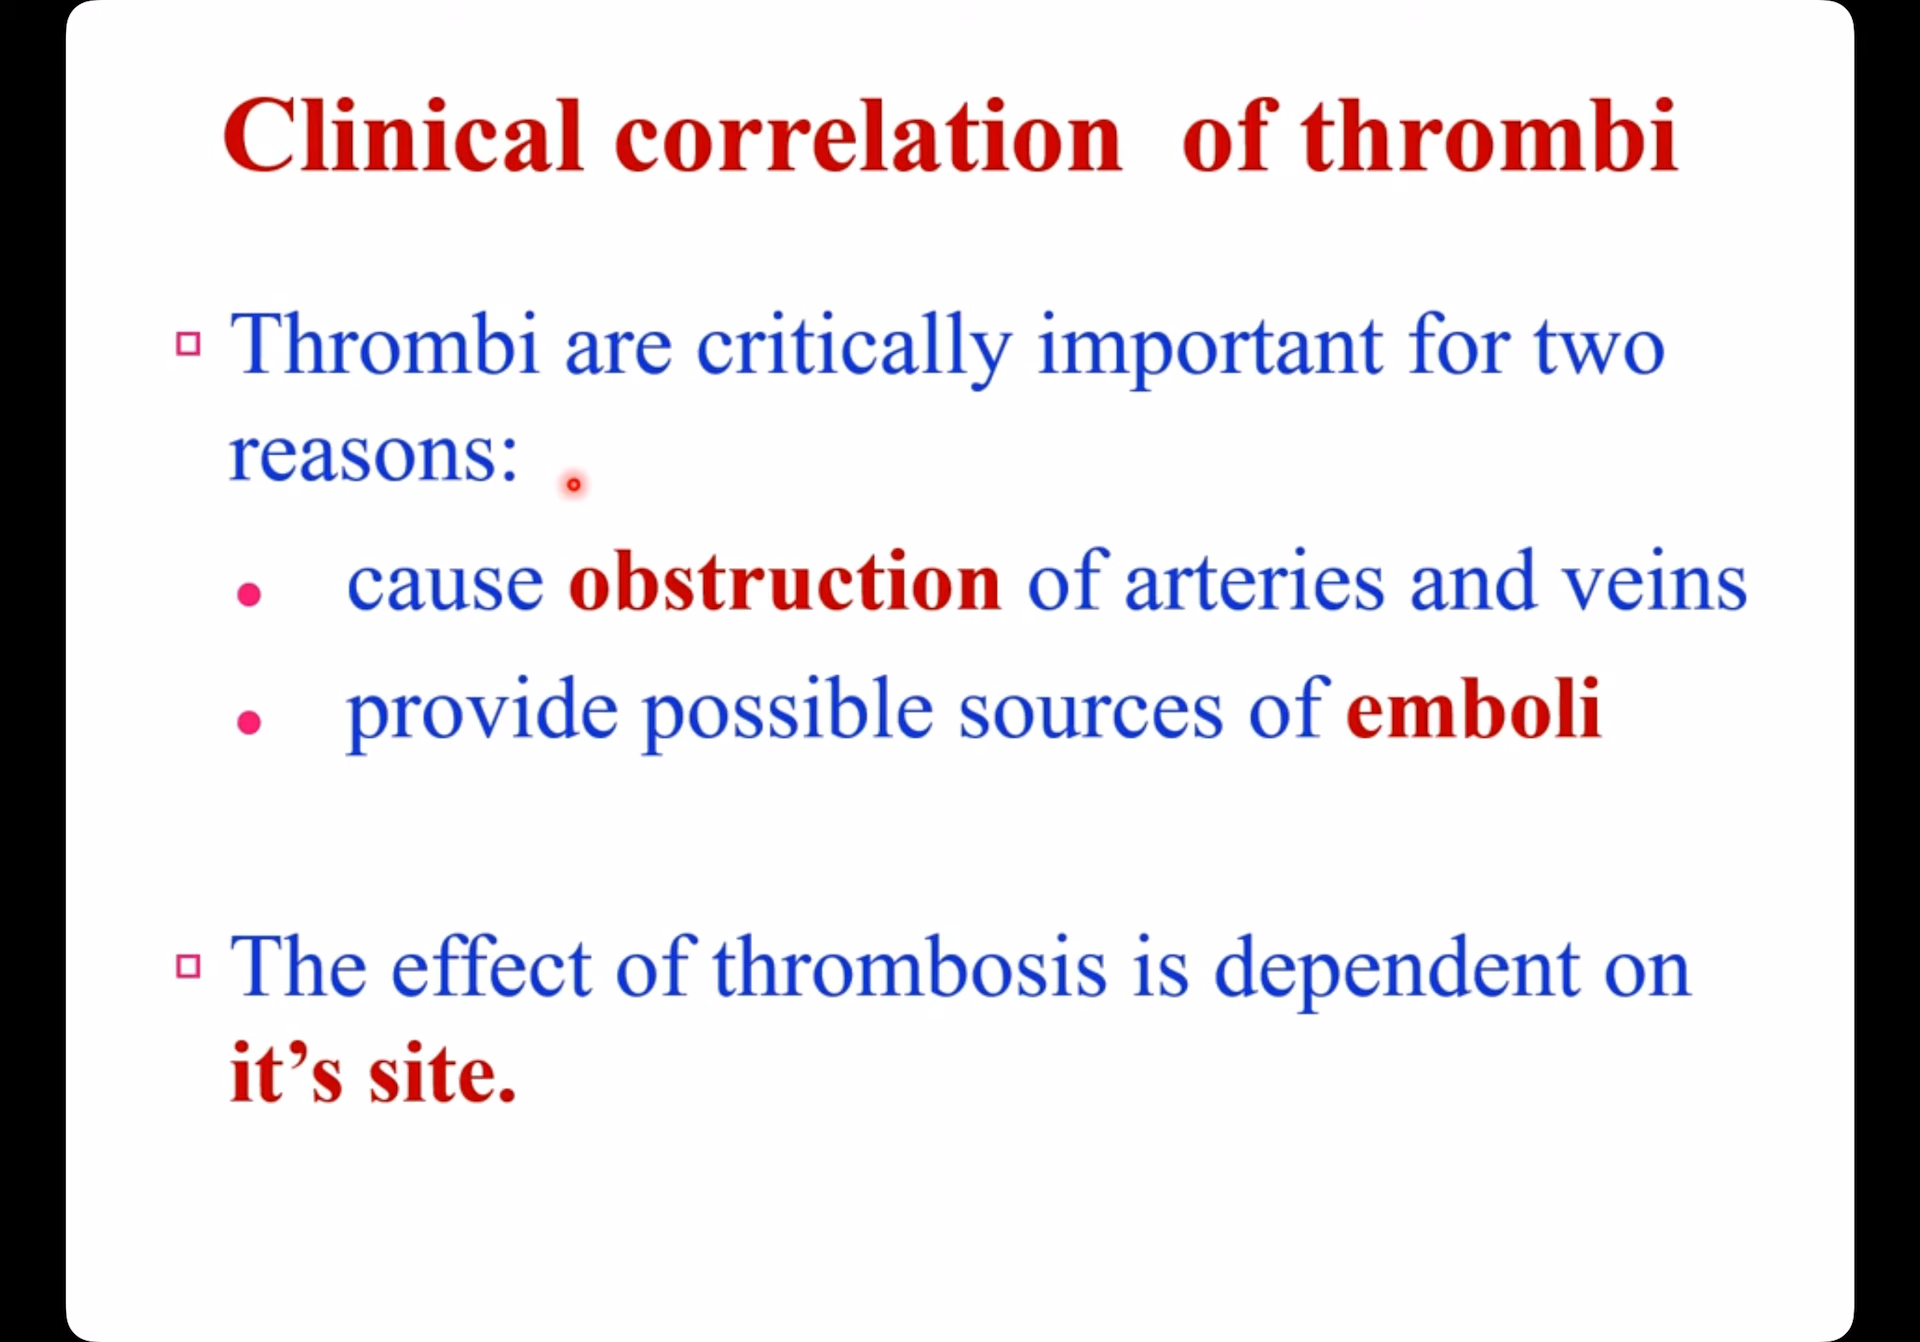 Clinical correlation  of thrombi
Thrombi are critically important for two
reasons:
cause obstruction of arteries and veins
provide possible sources of emboli
The effect of thrombosis is dependent on
it’s site.